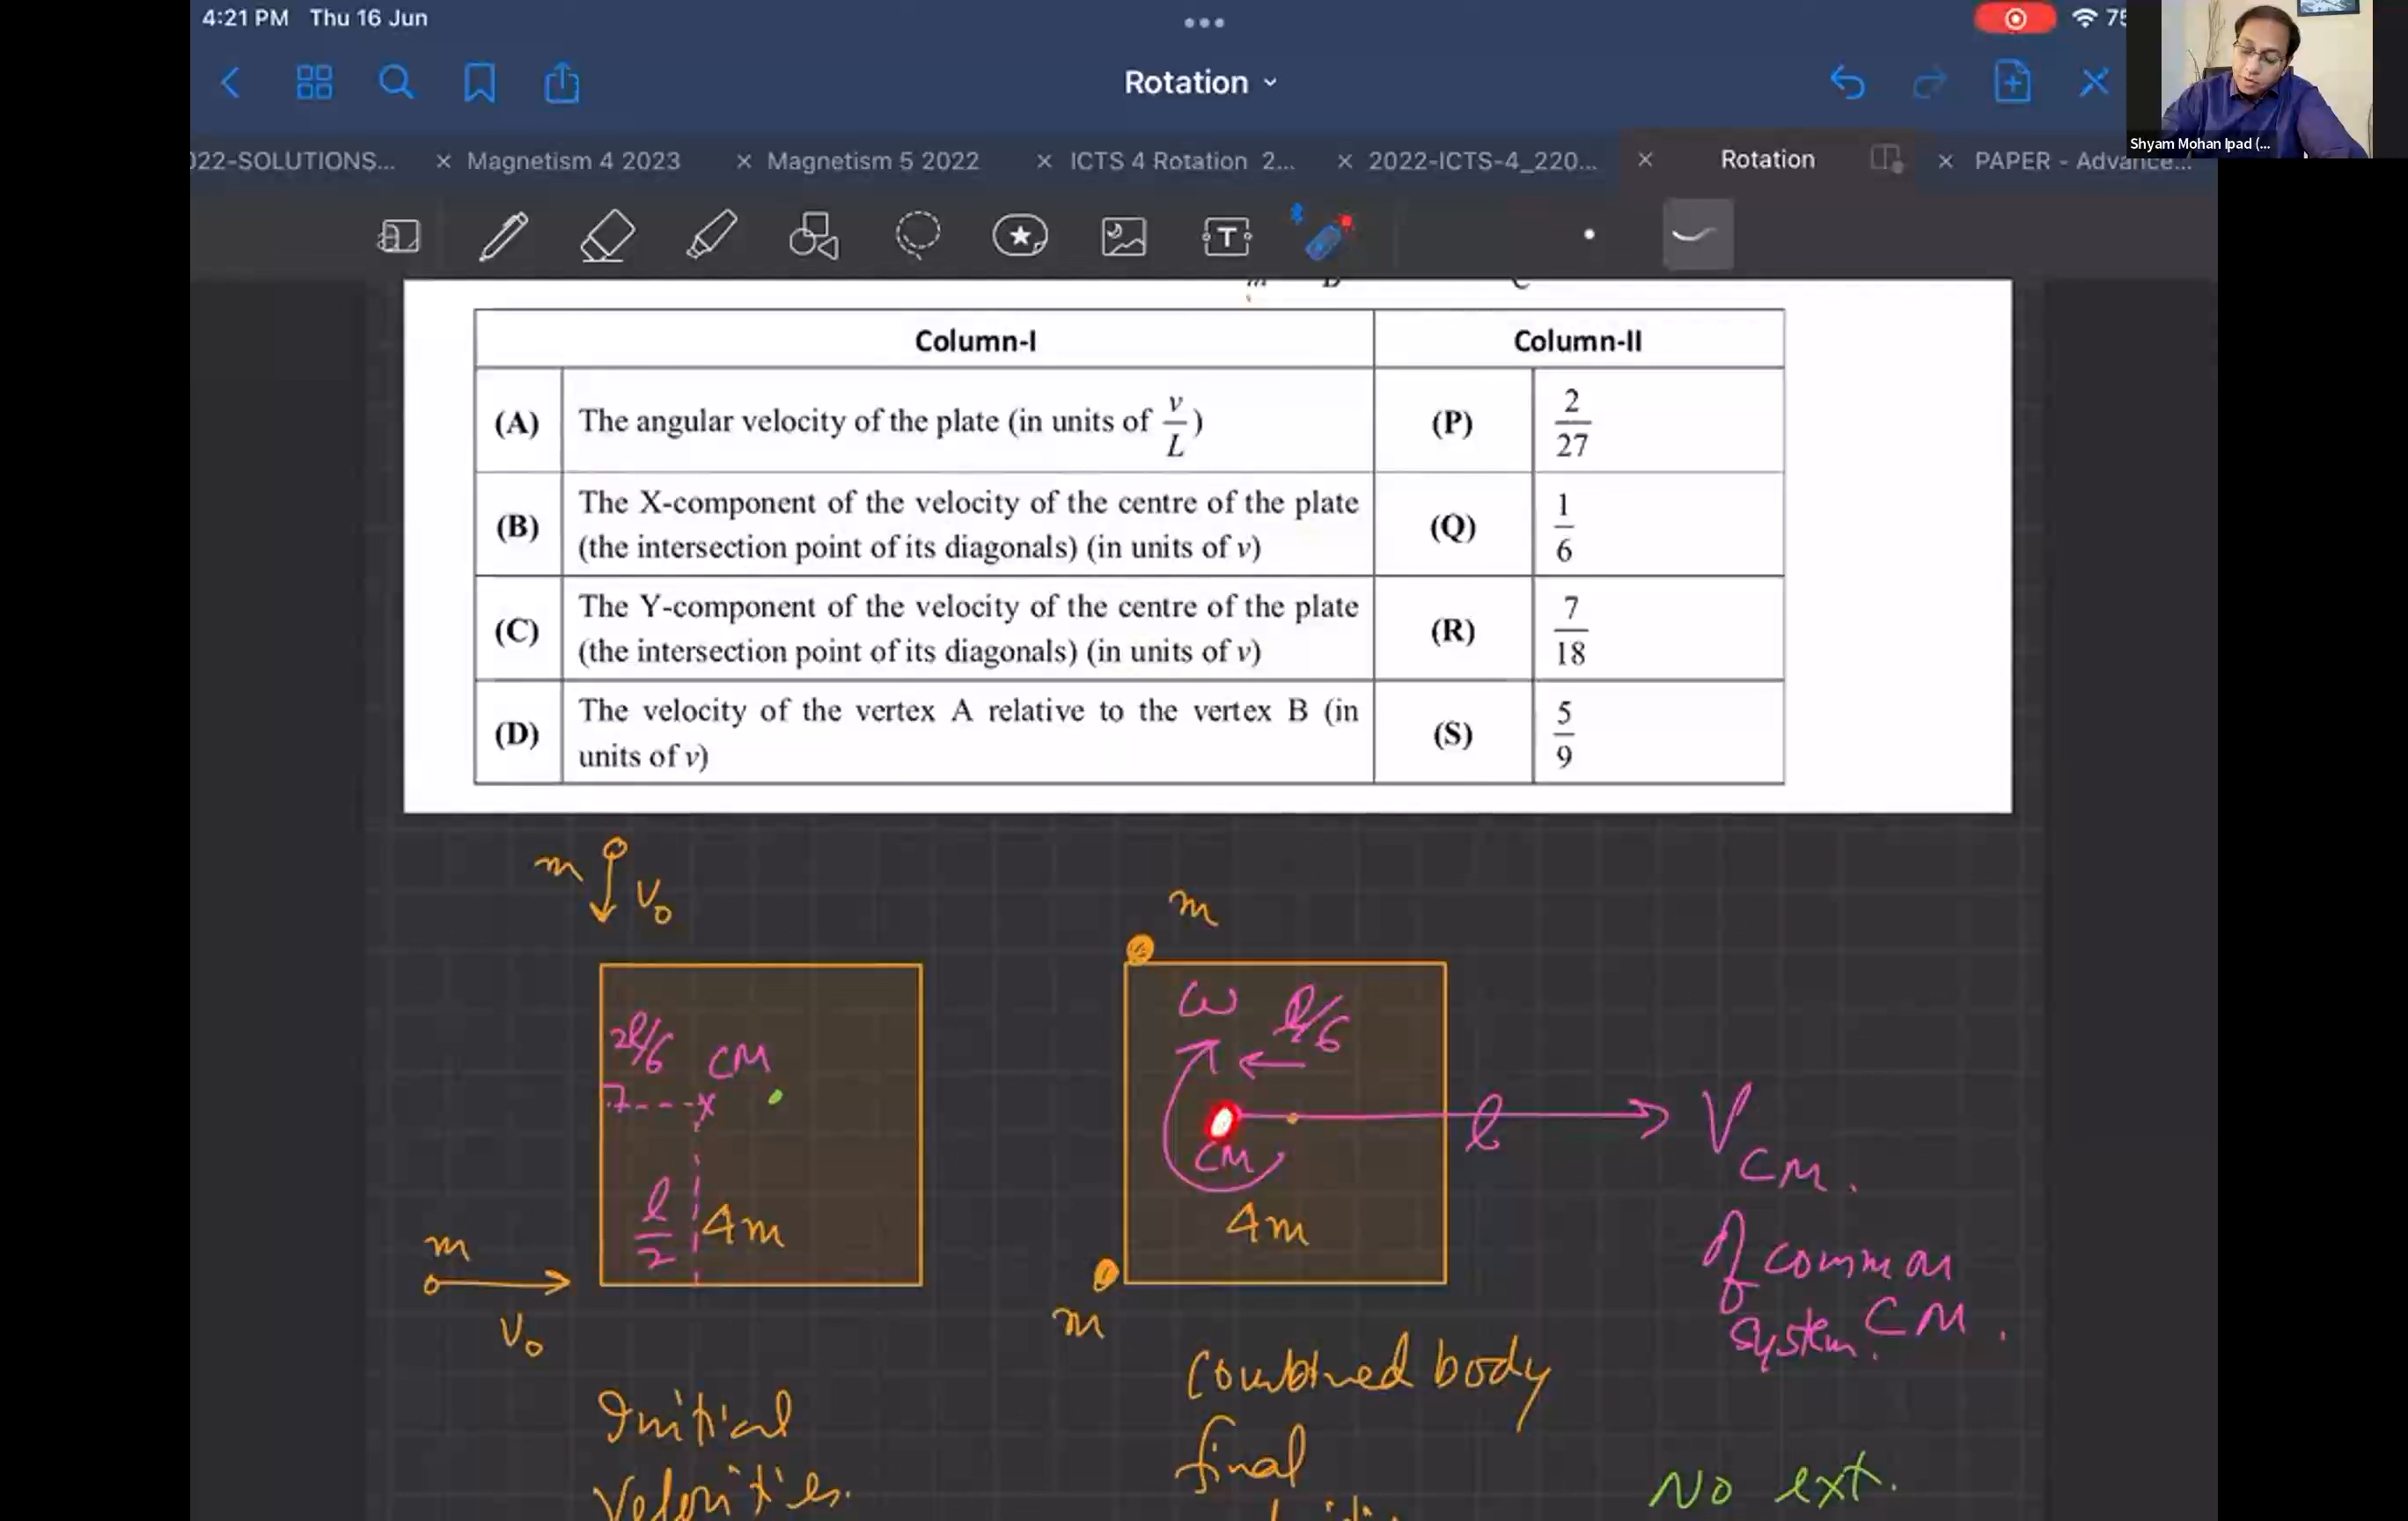 4:21 PM Thu 16 Jun
Rotation
022-SOLUTIONS... × Magnetism 4 2023 × Magnetism 5 2022 × ICTS 4 Rotation 2... × 2022-ICTS-4_220... × Rotation × PAPER - Advance...
Shyam Mohan Ipad (...
T
Column-I Column-II
(A) The angular velocity of the plate (in units of v/L) (P) 2/27
(B) The X-component of the velocity of the centre of the plate
(the intersection point of its diagonals) (in units of v) (Q) 1/6
(C) The Y-component of the velocity of the centre of the plate
(the intersection point of its diagonals) (in units of v) (R) 7/18
(D) The velocity of the vertex A relative to the vertex B (in
units of v) (S) 5/9
m V₀
m
2l/6 CM
l/2 4m
m
V₀
Initial
Velocities.
ω l/6
CM
4m
m
l
V CM.
of common
system CM.
Combined body
final
No ext.